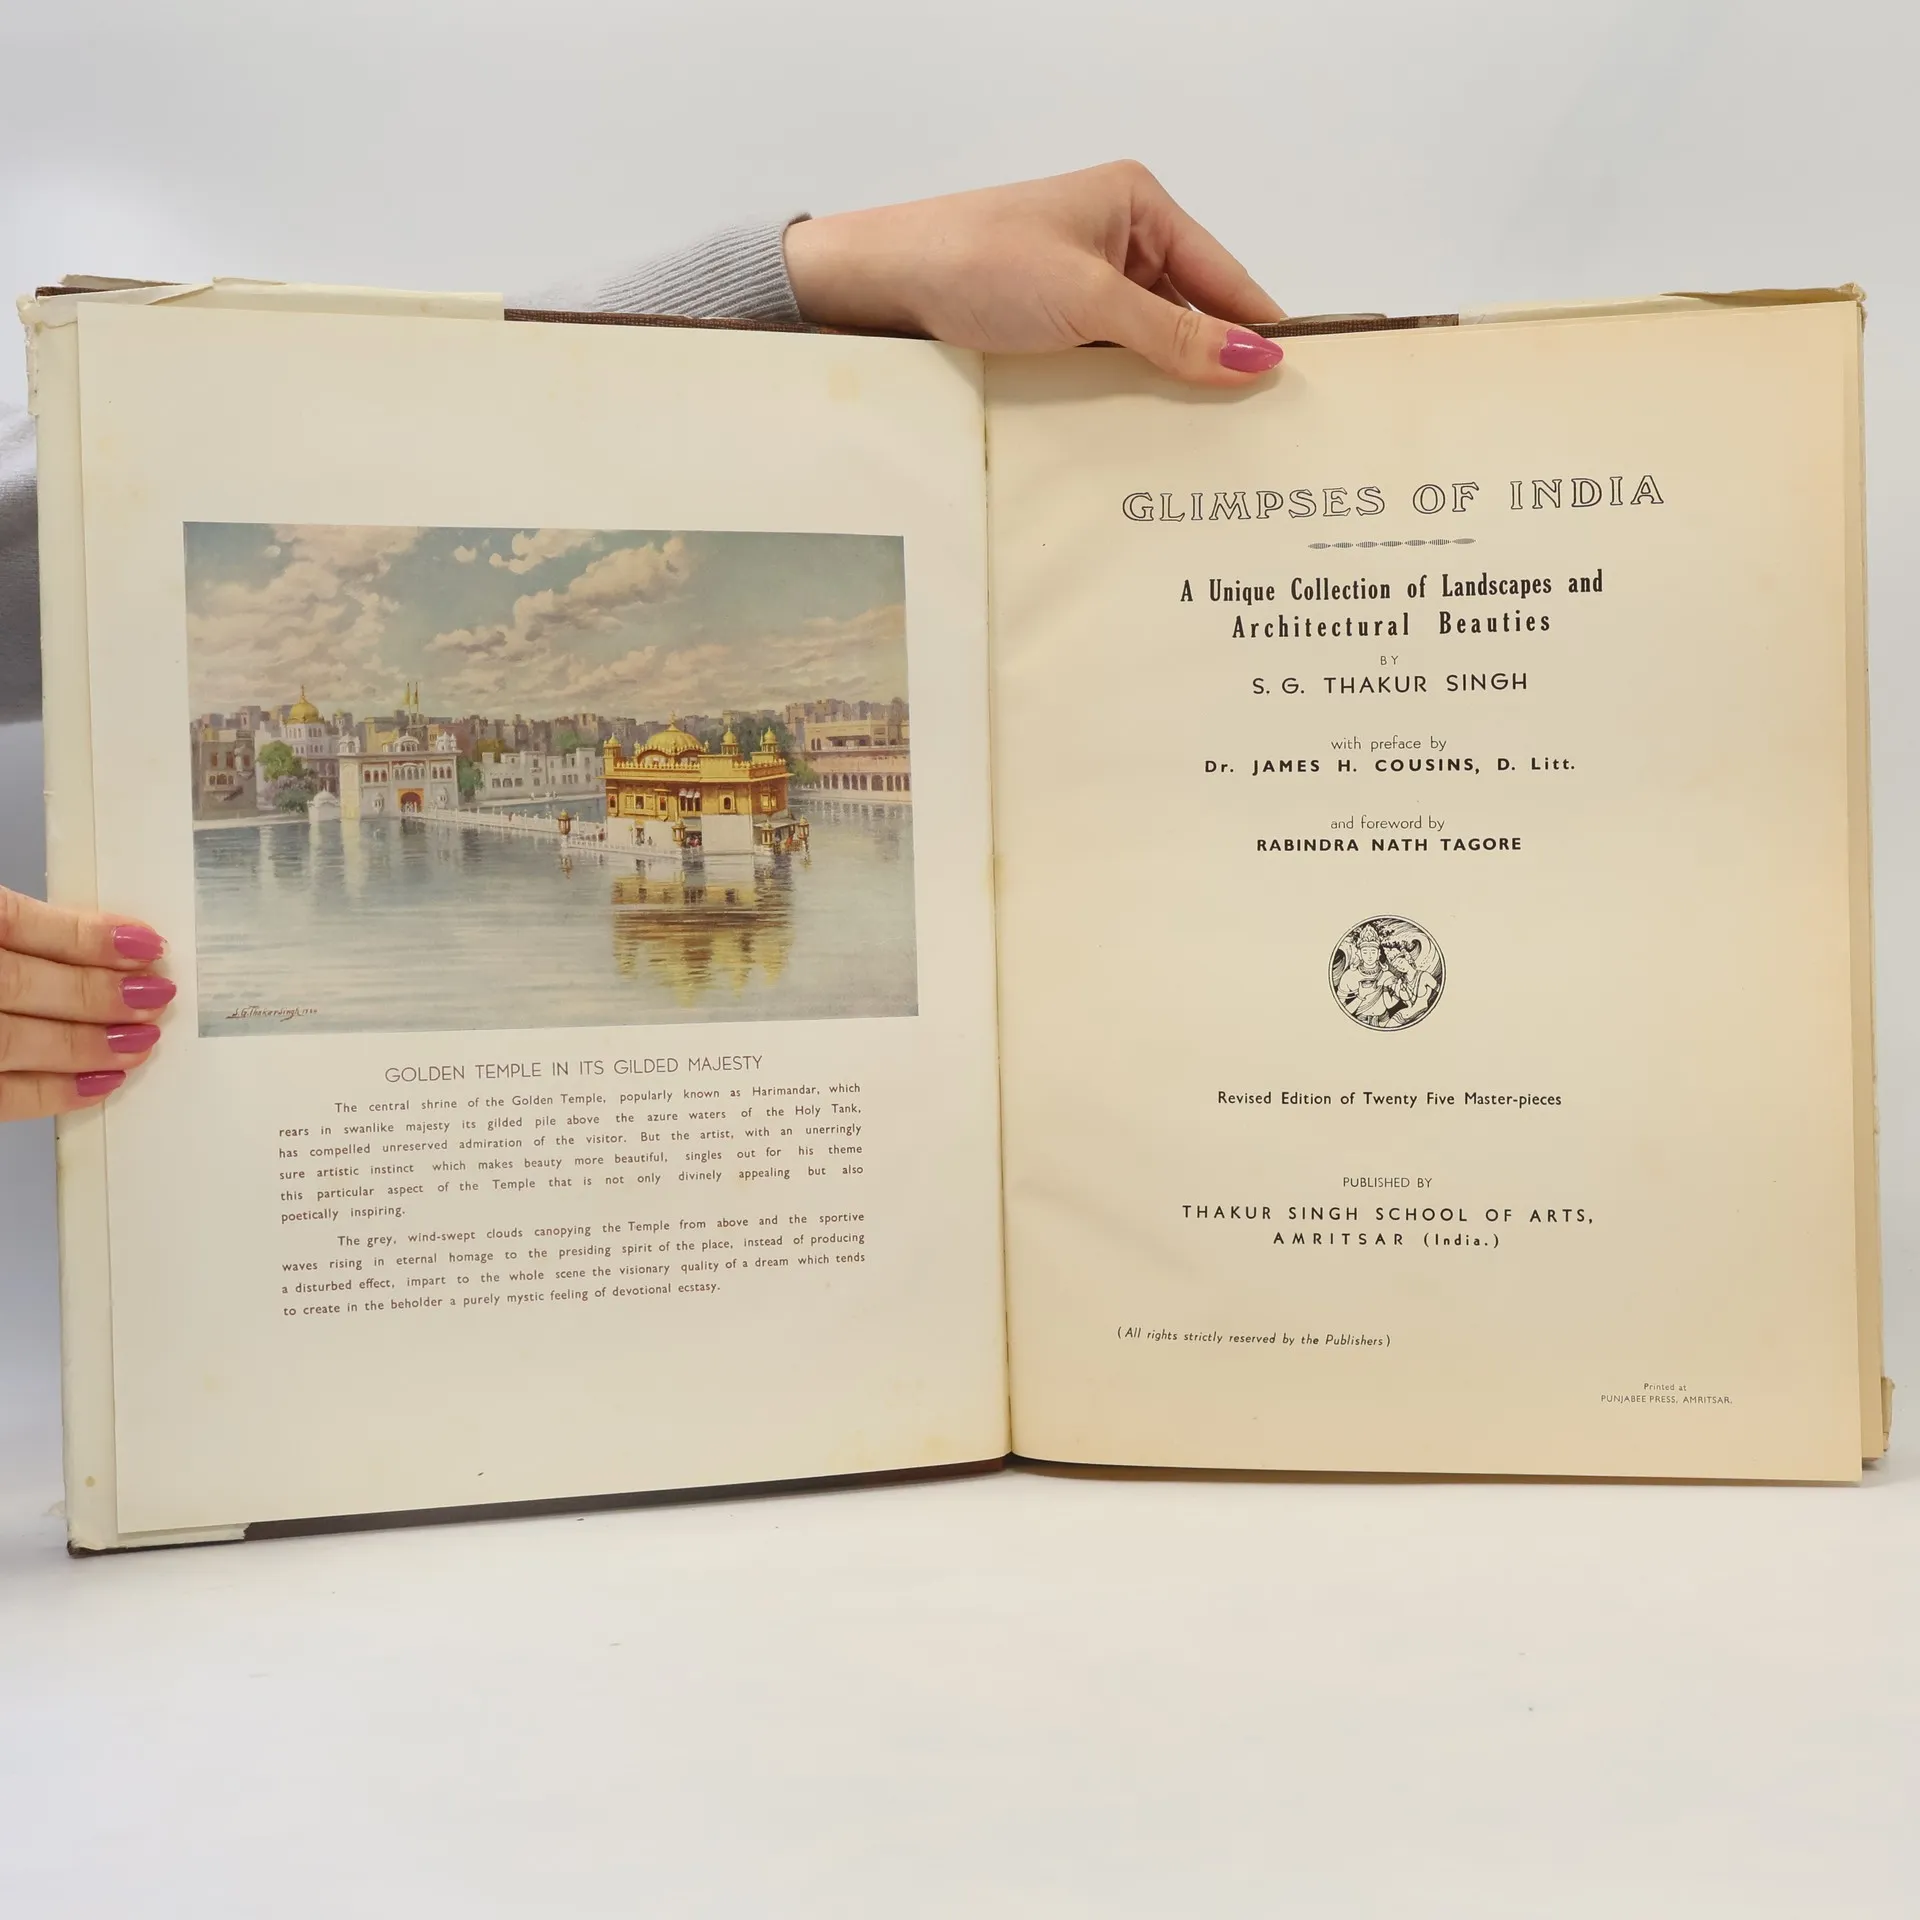 S.G.Thakursingh
GOLDEN TEMPLE IN ITS GILDED MAJESTY
The central shrine of the Golden Temple, popularly known as Harimandar, which
rears in swanlike majesty its gilded pile above the azure waters of the Holy Tank,
has compelled unreserved admiration of the visitor. But the artist, with an unerringly
sure artistic instinct which makes beauty more beautiful, singles out for his theme
this particular aspect of the Temple that is not only divinely appealing but also
poetically inspiring.
The grey, wind-swept clouds canopying the Temple from above and the sportive
waves rising in eternal homage to the presiding spirit of the place, instead of producing
a disturbed effect, impart to the whole scene the visionary quality of a dream which tends
to create in the beholder a purely mystic feeling of devotional ecstasy.
GLIMPSES OF INDIA
A Unique Collection of Landscapes and
Architectural Beauties
BY
S. G. THAKUR SINGH
with preface by
Dr. JAMES H. COUSINS, D. Litt.
and foreword by
RABINDRA NATH TAGORE
Revised Edition of Twenty Five Master-pieces
PUBLISHED BY
THAKUR SINGH SCHOOL OF ARTS,
AMRITSAR (India.)
(All rights strictly reserved by the Publishers)
Printed at
PUNJABEE PRESS, AMRITSAR.